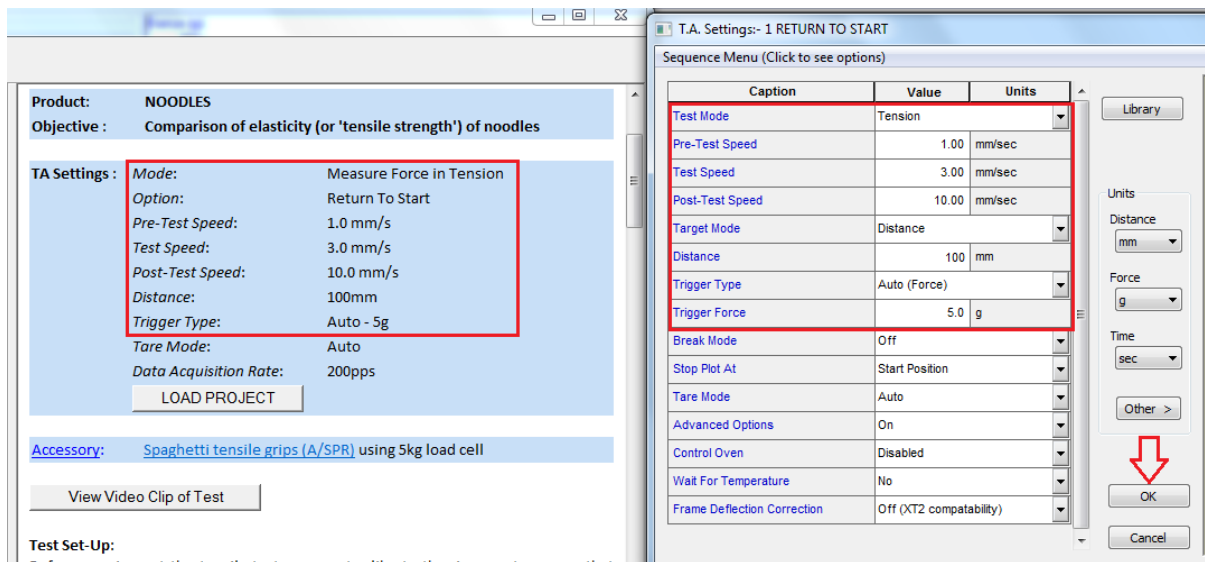 Product: NOODLES
Objective : Comparison of elasticity (or 'tensile strength') of noodles
TA Settings : Mode: Measure Force in Tension
Option: Return To Start
Pre-Test Speed: 1.0 mm/s
Test Speed: 3.0 mm/s
Post-Test Speed: 10.0 mm/s
Distance: 100mm
Trigger Type: Auto - 5g
Tare Mode: Auto
Data Acquisition Rate: 200pps
LOAD PROJECT
Accessory: Spaghetti tensile grips (A/SPR) using 5kg load cell
View Video Clip of Test
Test Set-Up:
T.A. Settings:- 1 RETURN TO START
Sequence Menu (Click to see options)
Caption Value Units
Test Mode Tension
Pre-Test Speed 1.00 mm/sec
Test Speed 3.00 mm/sec
Post-Test Speed 10.00 mm/sec
Target Mode Distance
Distance 100 mm
Trigger Type Auto (Force)
Trigger Force 5.0 g
Break Mode Off
Stop Plot At Start Position
Tare Mode Auto
Advanced Options On
Control Oven Disabled
Wait For Temperature No
Frame Deflection Correction Off (XT2 compatability)
Library
Units
Distance
mm
Force
g
Time
sec
Other >
OK
Cancel